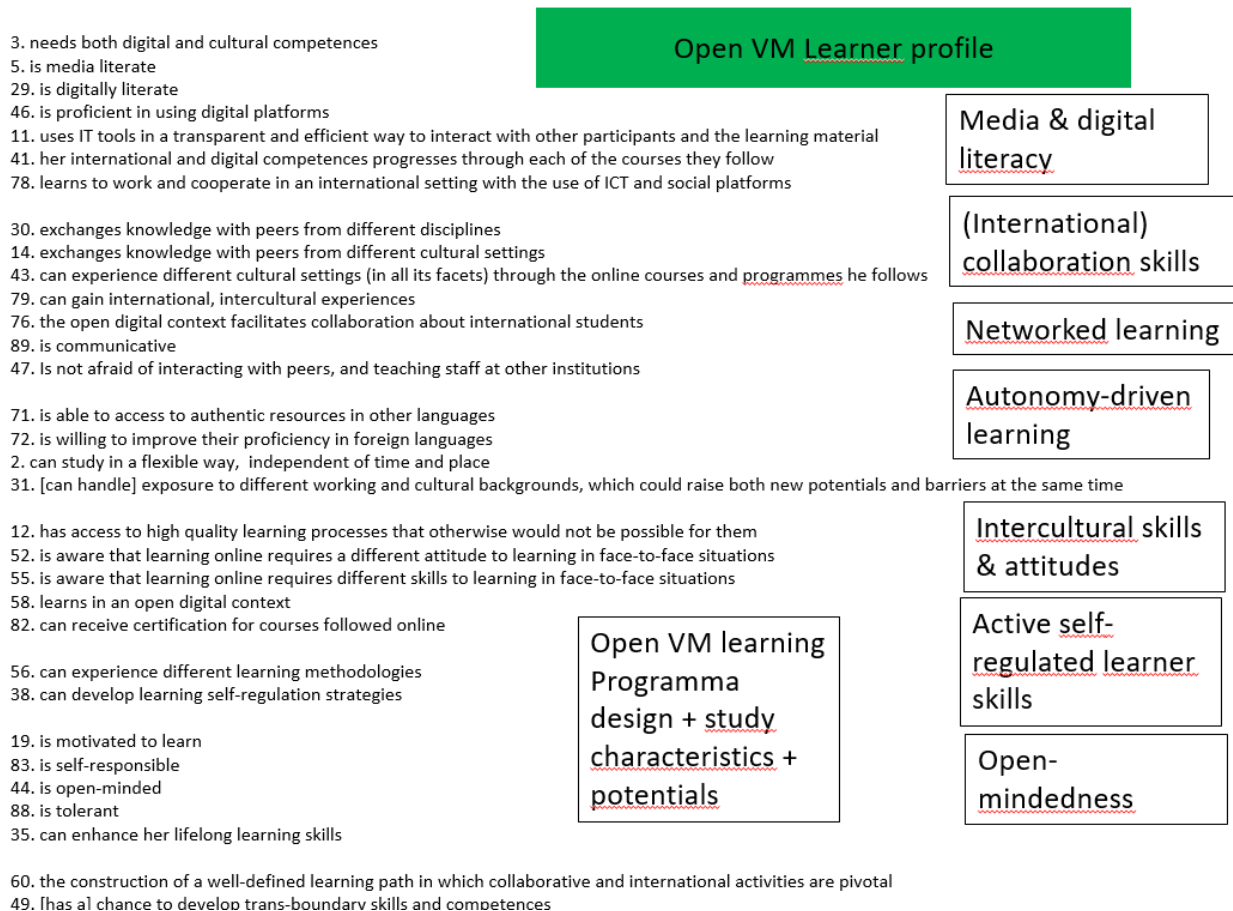 Open VM Learner profile
3. needs both digital and cultural competences
5. is media literate
29. is digitally literate
46. is proficient in using digital platforms
11. uses IT tools in a transparent and efficient way to interact with other participants and the learning material
41. her international and digital competences progresses through each of the courses they follow
78. learns to work and cooperate in an international setting with the use of ICT and social platforms
30. exchanges knowledge with peers from different disciplines
14. exchanges knowledge with peers from different cultural settings
43. can experience different cultural settings (in all its facets) through the online courses and programmes he follows
79. can gain international, intercultural experiences
76. the open digital context facilitates collaboration about international students
89. is communicative
47. Is not afraid of interacting with peers, and teaching staff at other institutions
71. is able to access to authentic resources in other languages
72. is willing to improve their proficiency in foreign languages
2. can study in a flexible way, independent of time and place
31. [can handle] exposure to different working and cultural backgrounds, which could raise both new potentials and barriers at the same time
12. has access to high quality learning processes that otherwise would not be possible for them
52. is aware that learning online requires a different attitude to learning in face-to-face situations
55. is aware that learning online requires different skills to learning in face-to-face situations
58. learns in an open digital context
82. can receive certification for courses followed online
56. can experience different learning methodologies
38. can develop learning self-regulation strategies
19. is motivated to learn
83. is self-responsible
44. is open-minded
88. is tolerant
35. can enhance her lifelong learning skills
60. the construction of a well-defined learning path in which collaborative and international activities are pivotal
49. [has a] chance to develop trans-boundary skills and competences
Media & digital
literacy
(International)
collaboration skills
Networked learning
Autonomy-driven
learning
Intercultural skills
& attitudes
Active self-
regulated learner
skills
Open-
mindedness
Open VM learning
Programma
design + study
characteristics +
potentials